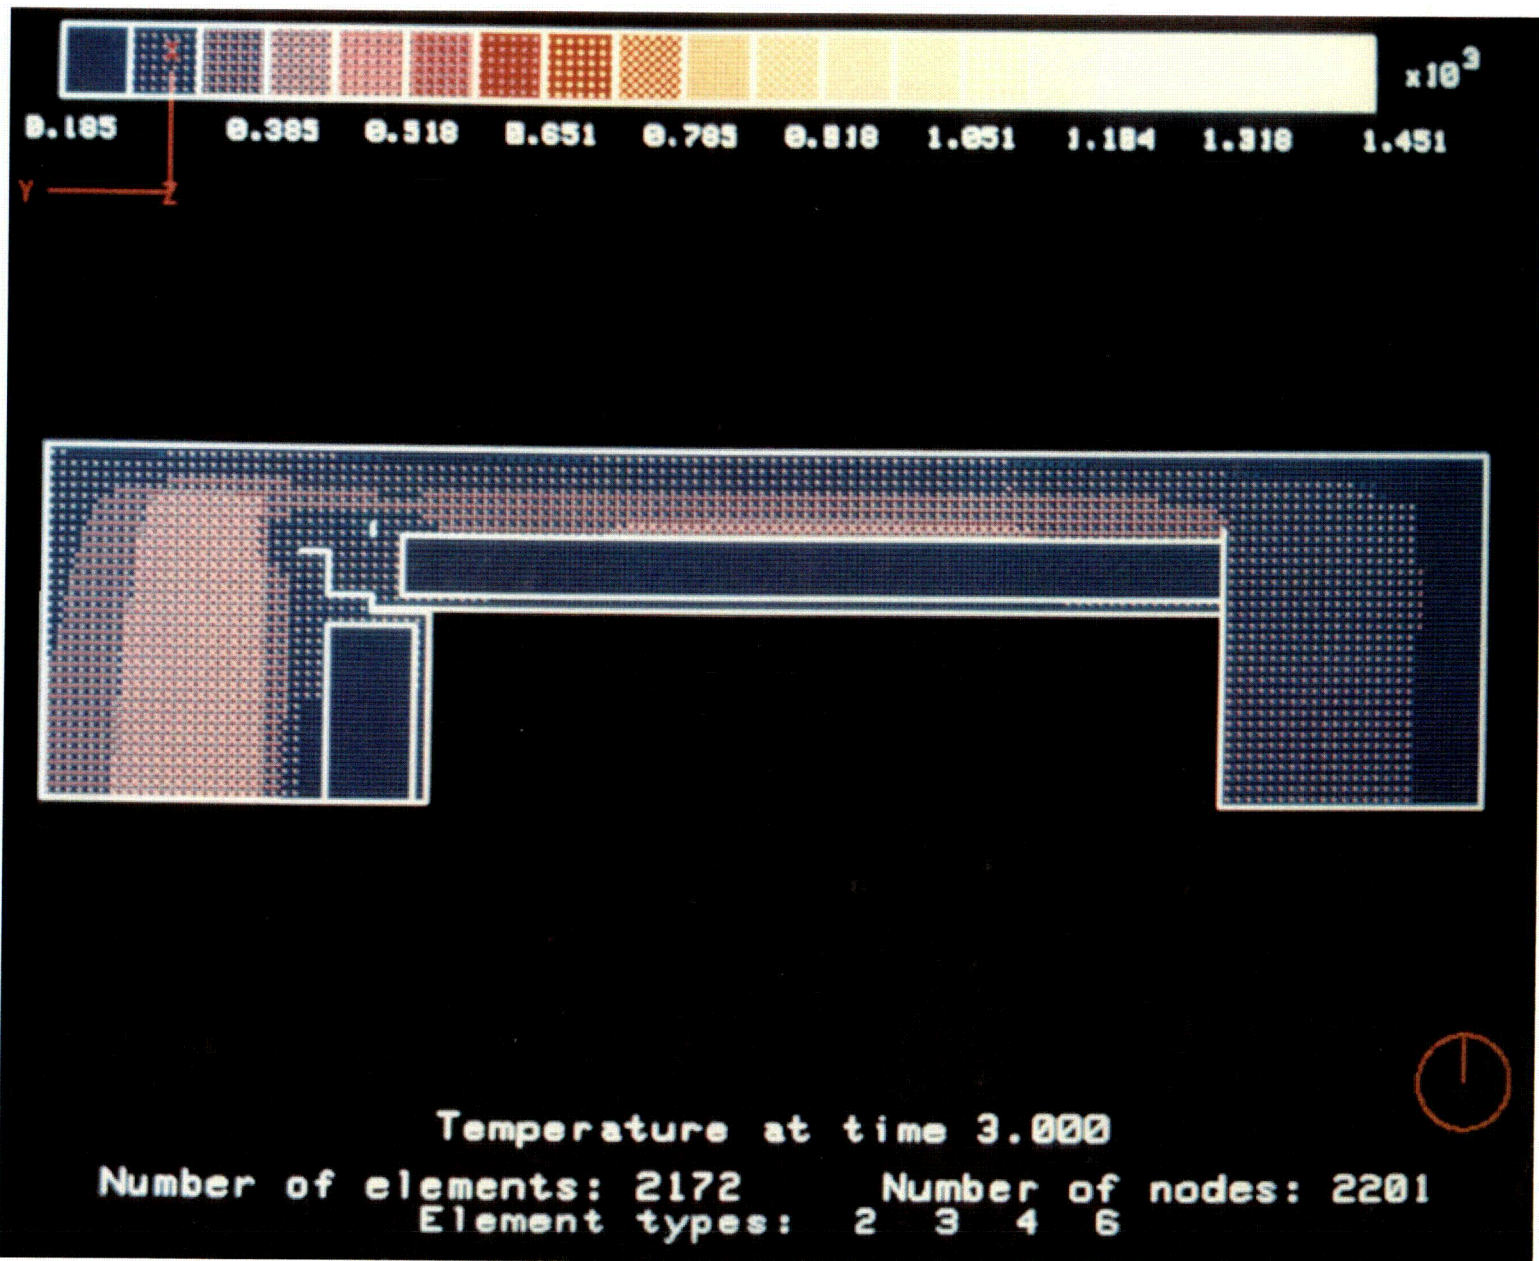 X
x10³
0.185 0.385 0.518 0.651 0.785 0.918 1.051 1.184 1.318 1.451
Y Z
Temperature at time 3.000
Number of elements: 2172 Number of nodes: 2201
Element types: 2 3 4 6